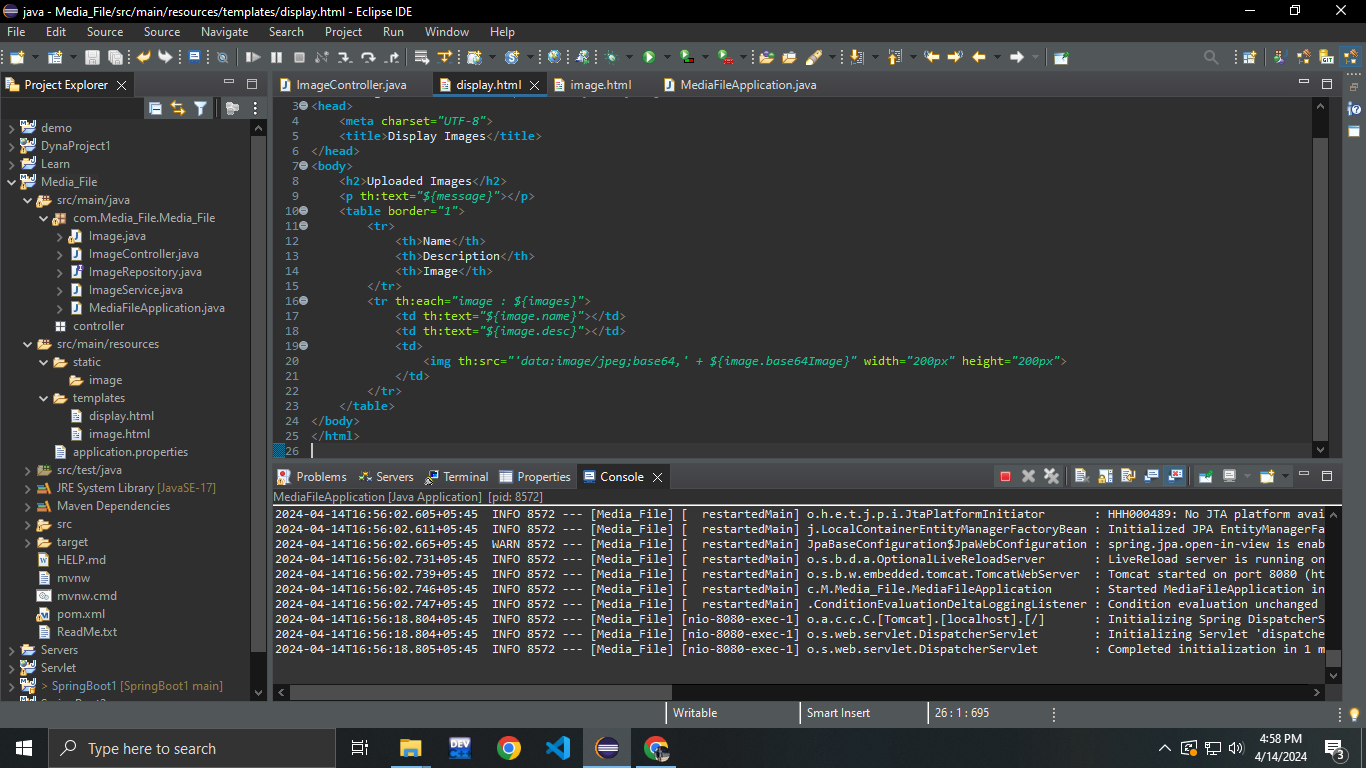 java - Media_File/src/main/resources/templates/display.html - Eclipse IDE
File Edit Source Source Navigate Search Project Run Window Help
Project Explorer
demo
DynaProject1
Learn
Media_File
src/main/java
com.Media_File.Media_File
Image.java
ImageController.java
ImageRepository.java
ImageService.java
MediaFileApplication.java
controller
src/main/resources
static
image
templates
display.html
image.html
application.properties
src/test/java
JRE System Library [JavaSE-17]
Maven Dependencies
src
target
HELP.md
mvnw
mvnw.cmd
pom.xml
ReadMe.txt
Servers
Servlet
> SpringBoot1 [SpringBoot1 main]
ImageController.java display.html image.html MediaFileApplication.java
3 <head>
4 <meta charset="UTF-8">
5 <title>Display Images</title>
6 </head>
7 <body>
8 <h2>Uploaded Images</h2>
9 <p th:text="${message}"></p>
10 <table border="1">
11 <tr>
12 <th>Name</th>
13 <th>Description</th>
14 <th>Image</th>
15 </tr>
16 <tr th:each="image : ${images}">
17 <td th:text="${image.name}"></td>
18 <td th:text="${image.desc}"></td>
19 <td>
20 <img th:src="'data:image/jpeg;base64,' + ${image.base64Image}" width="200px" height="200px">
21 </td>
22 </tr>
23 </table>
24 </body>
25 </html>
26
Problems Servers Terminal Properties Console
MediaFileApplication [Java Application] [pid: 8572]
2024-04-14T16:56:02.605+05:45 INFO 8572 --- [Media_File] [ restartedMain] o.h.e.t.j.p.i.JtaPlatformInitiator : HHH000489: No JTA platform avai
2024-04-14T16:56:02.611+05:45 INFO 8572 --- [Media_File] [ restartedMain] j.LocalContainerEntityManagerFactoryBean : Initialized JPA EntityManagerFa
2024-04-14T16:56:02.665+05:45 WARN 8572 --- [Media_File] [ restartedMain] JpaBaseConfiguration$JpaWebConfiguration : spring.jpa.open-in-view is enab
2024-04-14T16:56:02.731+05:45 INFO 8572 --- [Media_File] [ restartedMain] o.s.b.d.a.OptionalLiveReloadServer : LiveReload server is running on
2024-04-14T16:56:02.739+05:45 INFO 8572 --- [Media_File] [ restartedMain] o.s.b.w.embedded.tomcat.TomcatWebServer : Tomcat started on port 8080 (ht
2024-04-14T16:56:02.746+05:45 INFO 8572 --- [Media_File] [ restartedMain] c.M.Media_File.MediaFileApplication : Started MediaFileApplication in
2024-04-14T16:56:02.747+05:45 INFO 8572 --- [Media_File] [ restartedMain] .ConditionEvaluationDeltaLoggingListener : Condition evaluation unchanged
2024-04-14T16:56:18.804+05:45 INFO 8572 --- [Media_File] [nio-8080-exec-1] o.a.c.c.C.[Tomcat].[localhost].[/] : Initializing Spring DispatcherS
2024-04-14T16:56:18.804+05:45 INFO 8572 --- [Media_File] [nio-8080-exec-1] o.s.web.servlet.DispatcherServlet : Initializing Servlet 'dispatche
2024-04-14T16:56:18.805+05:45 INFO 8572 --- [Media_File] [nio-8080-exec-1] o.s.web.servlet.DispatcherServlet : Completed initialization in 1 m
Writable Smart Insert 26 : 1 : 695
Type here to search
DEV
4:58 PM
4/14/2024
3